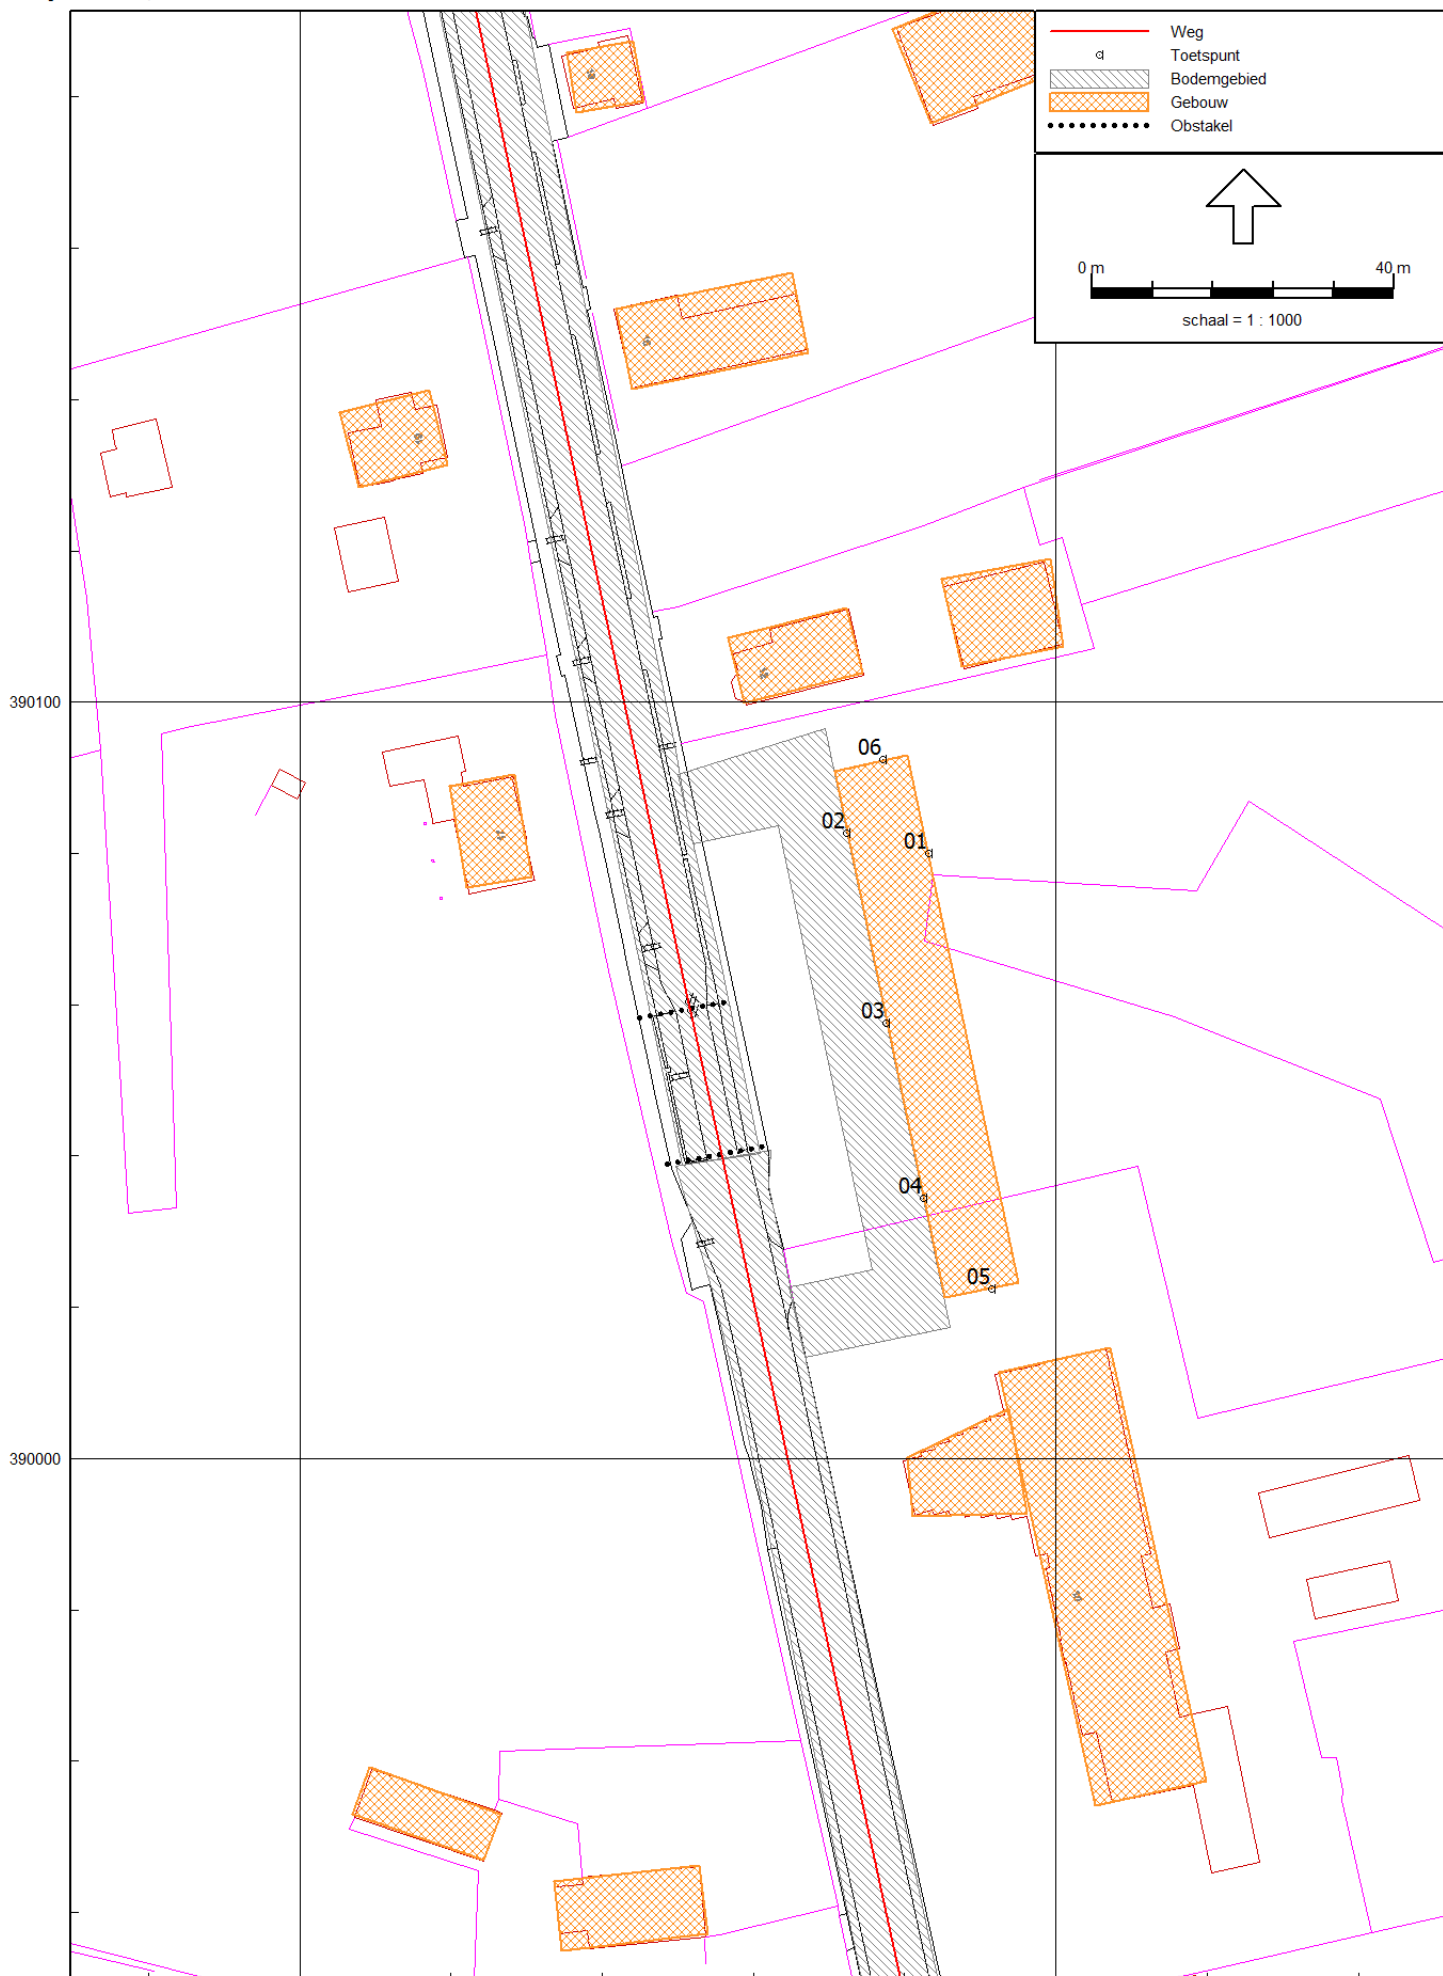 Weg
Toetspunt
Bodemgebied
Gebouw
Obstakel
0 m 40 m
schaal = 1 : 1000
390100
06
02
01
03
04
05
390000